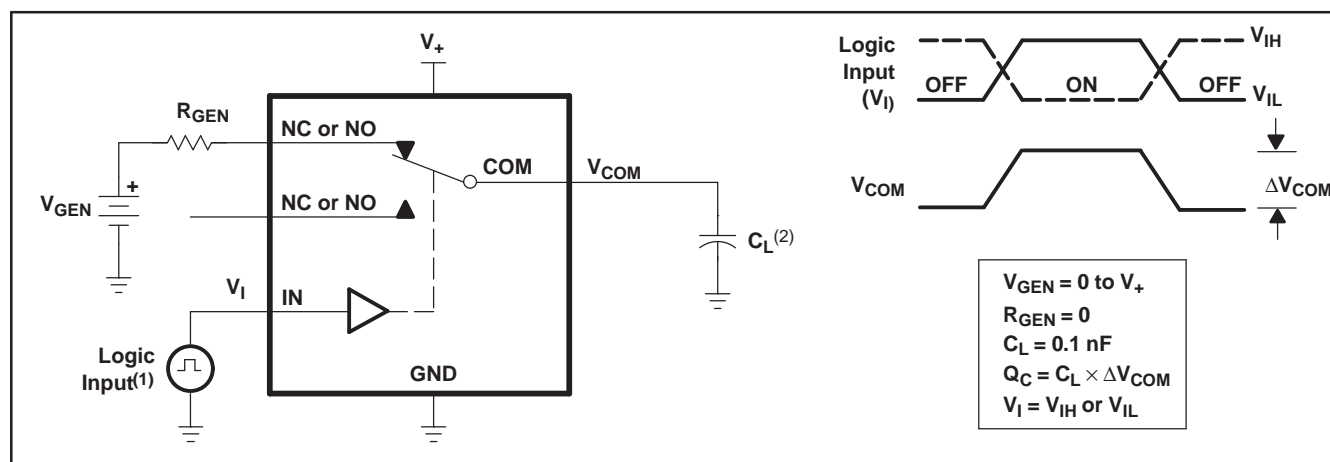 V+
RGEN
NC or NO
COM
VCOM
VGEN
+
NC or NO
CL(2)
VI
IN
Logic
Input(1)
GND
Logic
Input
(VI)
OFF
ON
OFF
VIH
VIL
VCOM
ΔVCOM
VGEN = 0 to V+
RGEN = 0
CL = 0.1 nF
QC = CL × ΔVCOM
VI = VIH or VIL